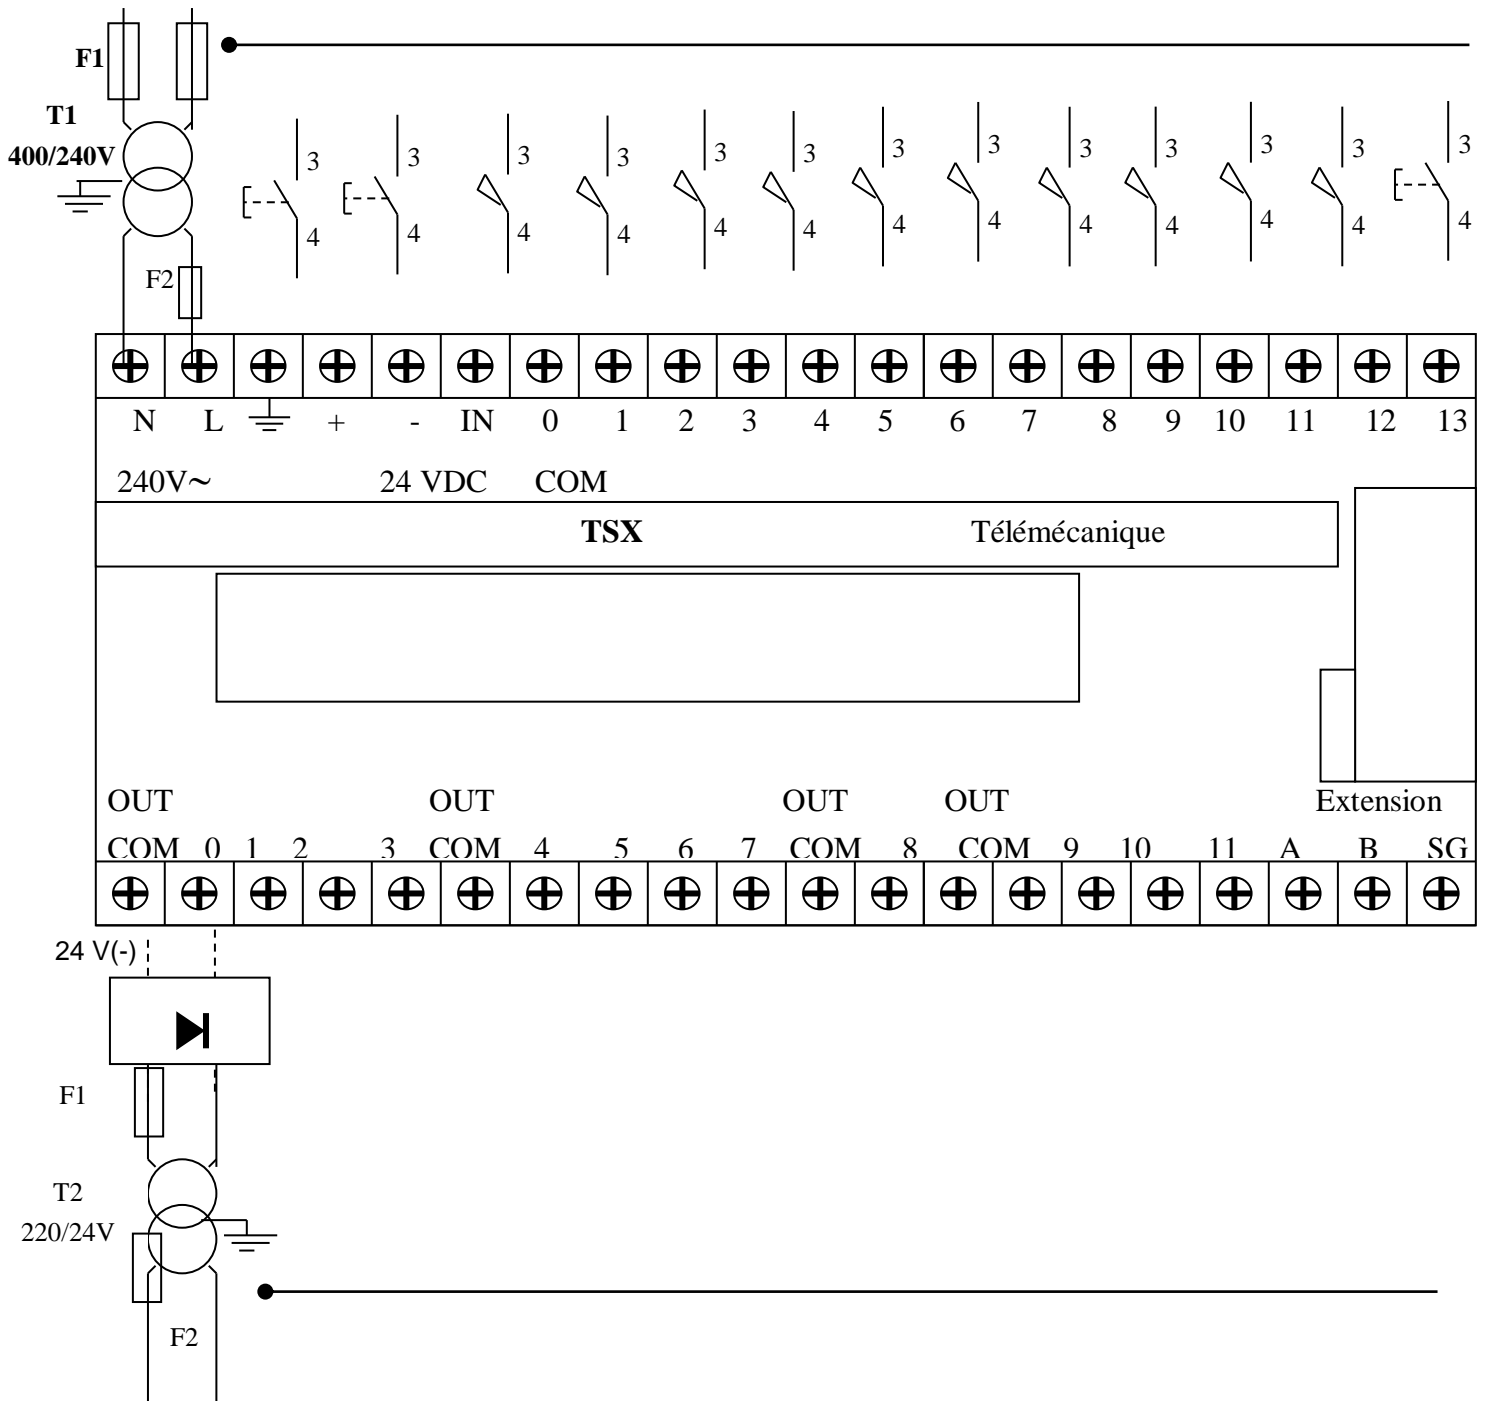 F1
T1
400/240V
3 3 3 3 3 3 3 3 3 3 3 3 3
4 4 4 4 4 4 4 4 4 4 4 4 4
F2
N L + - IN 0 1 2 3 4 5 6 7 8 9 10 11 12 13
240V~ 24 VDC COM
TSX Télémécanique
OUT OUT OUT OUT Extension
COM 0 1 2 3 COM 4 5 6 7 COM 8 COM 9 10 11 A B SG
24 V(-)
F1
T2
220/24V
F2